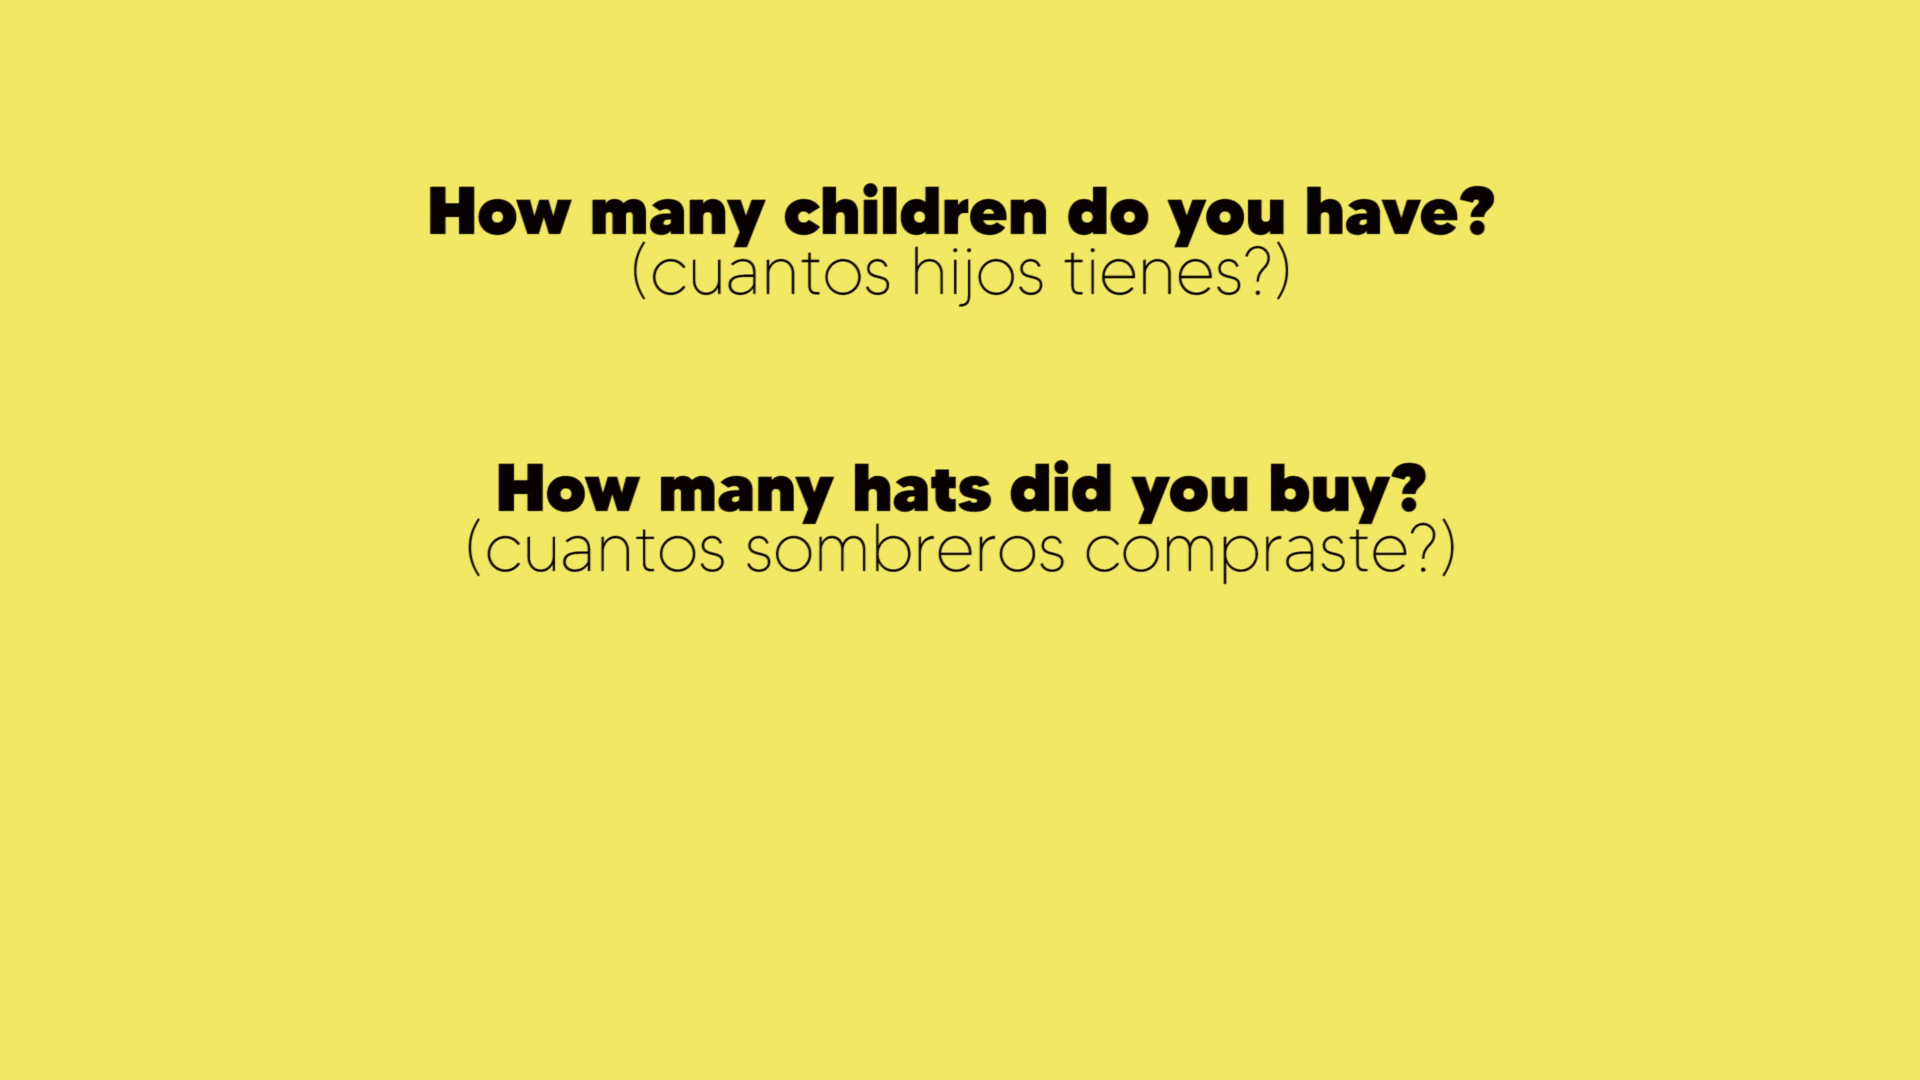 How many children do you have?
(cuantos hijos tienes?)
How many hats did you buy?
(cuantos sombreros compraste?)